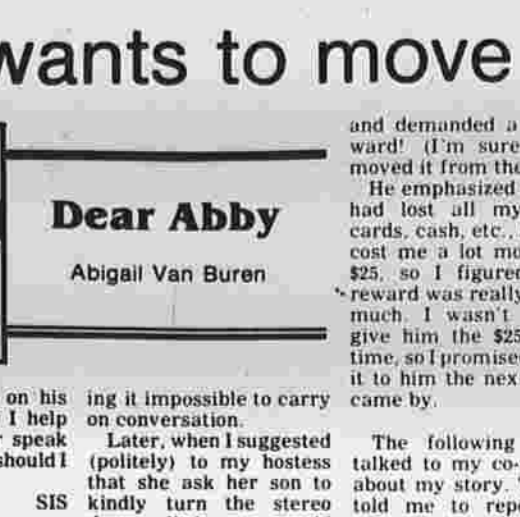 wants to move
Dear Abby
Abigail Van Buren
on his
I help
speak
should I
SIS
ing it impossible to carry
on conversation.
Later, when I suggested
(politely) to my hostess
that she ask her son to
kindly turn the stereo
and demanded a
ward! (I'm sure
moved it from the
He emphasized
had lost all my
cards, cash, etc.,
cost me a lot mo
$25, so I figured
reward was really
much. I wasn't
give him the $25
time, so I promise
it to him the nex
came by.
The following
talked to my co-
about my story.
told me to repo